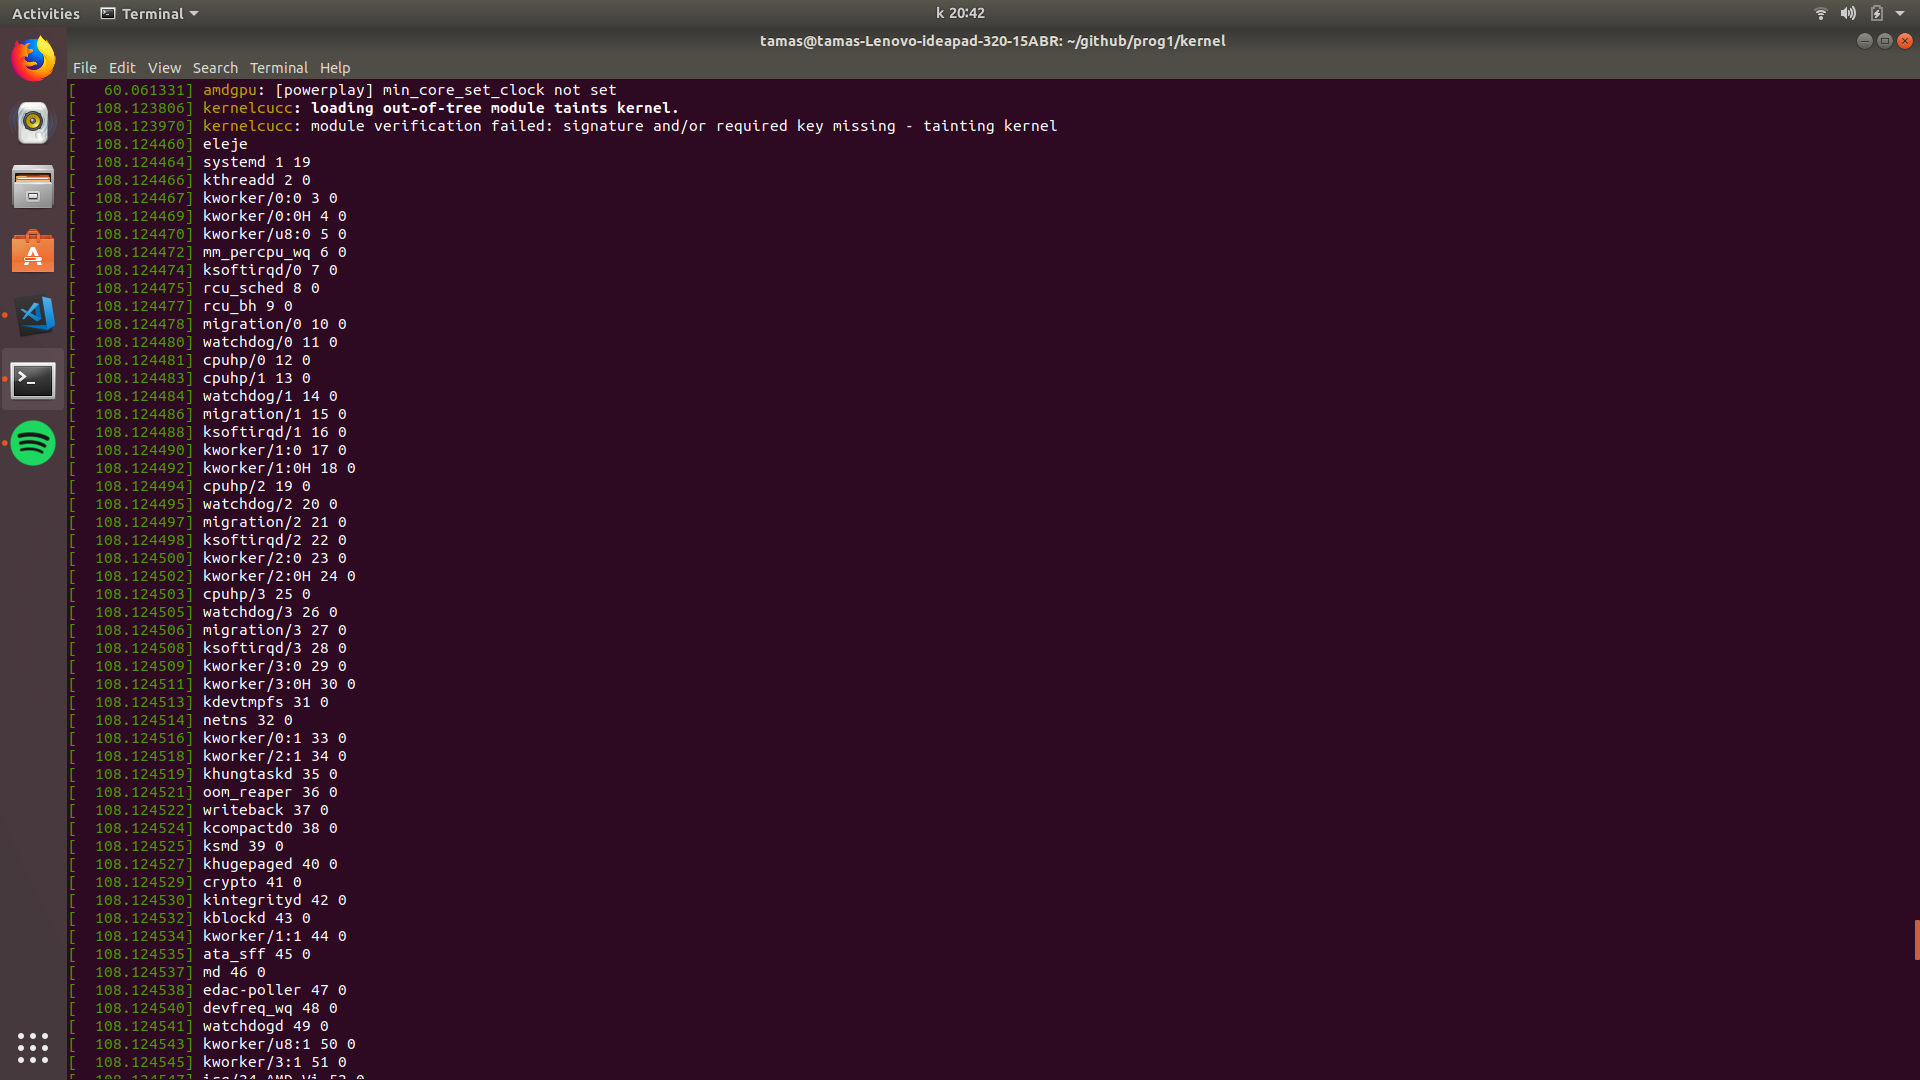 Activities Terminal k 20:42
tamas@tamas-Lenovo-ideapad-320-15ABR: ~/github/prog1/kernel
File Edit View Search Terminal Help
[   60.061331] amdgpu: [powerplay] min_core_set_clock not set
[  108.123806] kernelcucc: loading out-of-tree module taints kernel.
[  108.123970] kernelcucc: module verification failed: signature and/or required key missing - tainting kernel
[  108.124460] eleje
[  108.124464] systemd 1 19
[  108.124466] kthreadd 2 0
[  108.124467] kworker/0:0 3 0
[  108.124469] kworker/0:0H 4 0
[  108.124470] kworker/u8:0 5 0
[  108.124472] mm_percpu_wq 6 0
[  108.124474] ksoftirqd/0 7 0
[  108.124475] rcu_sched 8 0
[  108.124477] rcu_bh 9 0
[  108.124478] migration/0 10 0
[  108.124480] watchdog/0 11 0
[  108.124481] cpuhp/0 12 0
[  108.124483] cpuhp/1 13 0
[  108.124484] watchdog/1 14 0
[  108.124486] migration/1 15 0
[  108.124488] ksoftirqd/1 16 0
[  108.124490] kworker/1:0 17 0
[  108.124492] kworker/1:0H 18 0
[  108.124494] cpuhp/2 19 0
[  108.124495] watchdog/2 20 0
[  108.124497] migration/2 21 0
[  108.124498] ksoftirqd/2 22 0
[  108.124500] kworker/2:0 23 0
[  108.124502] kworker/2:0H 24 0
[  108.124503] cpuhp/3 25 0
[  108.124505] watchdog/3 26 0
[  108.124506] migration/3 27 0
[  108.124508] ksoftirqd/3 28 0
[  108.124509] kworker/3:0 29 0
[  108.124511] kworker/3:0H 30 0
[  108.124513] kdevtmpfs 31 0
[  108.124514] netns 32 0
[  108.124516] kworker/0:1 33 0
[  108.124518] kworker/2:1 34 0
[  108.124519] khungtaskd 35 0
[  108.124521] oom_reaper 36 0
[  108.124522] writeback 37 0
[  108.124524] kcompactd0 38 0
[  108.124525] ksmd 39 0
[  108.124527] khugepaged 40 0
[  108.124529] crypto 41 0
[  108.124530] kintegrityd 42 0
[  108.124532] kblockd 43 0
[  108.124534] kworker/1:1 44 0
[  108.124535] ata_sff 45 0
[  108.124537] md 46 0
[  108.124538] edac-poller 47 0
[  108.124540] devfreq_wq 48 0
[  108.124541] watchdogd 49 0
[  108.124543] kworker/u8:1 50 0
[  108.124545] kworker/3:1 51 0